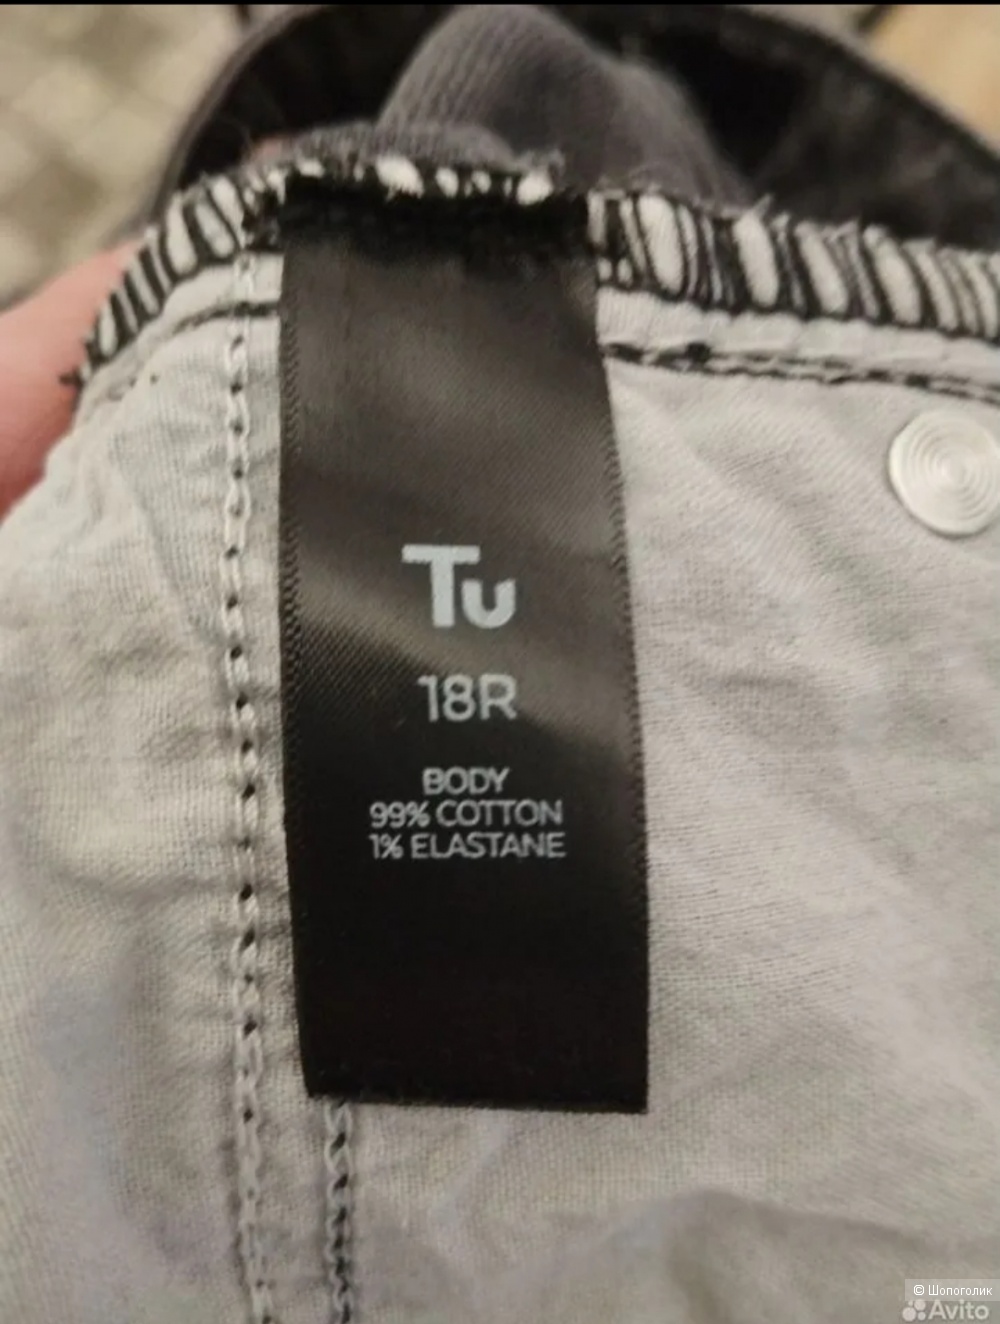 Tu
18R
BODY
99% COTTON
1% ELASTANE
© Шопоголик
Avito